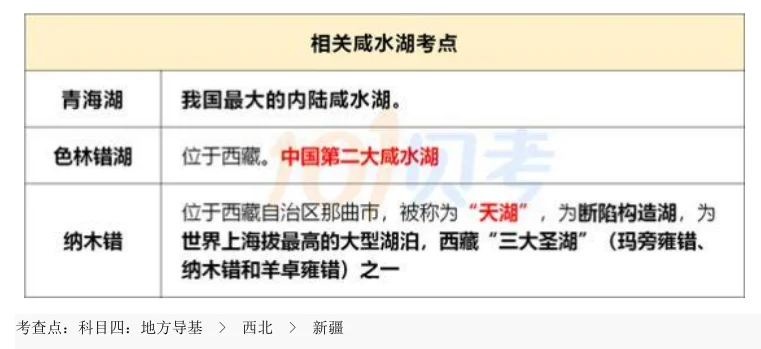 相关咸水湖考点
青海湖
我国最大的内陆咸水湖。
色林错湖
位于西藏。中国第二大咸水湖
纳木错
位于西藏自治区那曲市，被称为“天湖”，为断陷构造湖，为
世界上海拔最高的大型湖泊，西藏“三大圣湖”（玛旁雍错、
纳木错和羊卓雍错）之一
101贝考
考查点：科目四：地方导基 > 西北 > 新疆